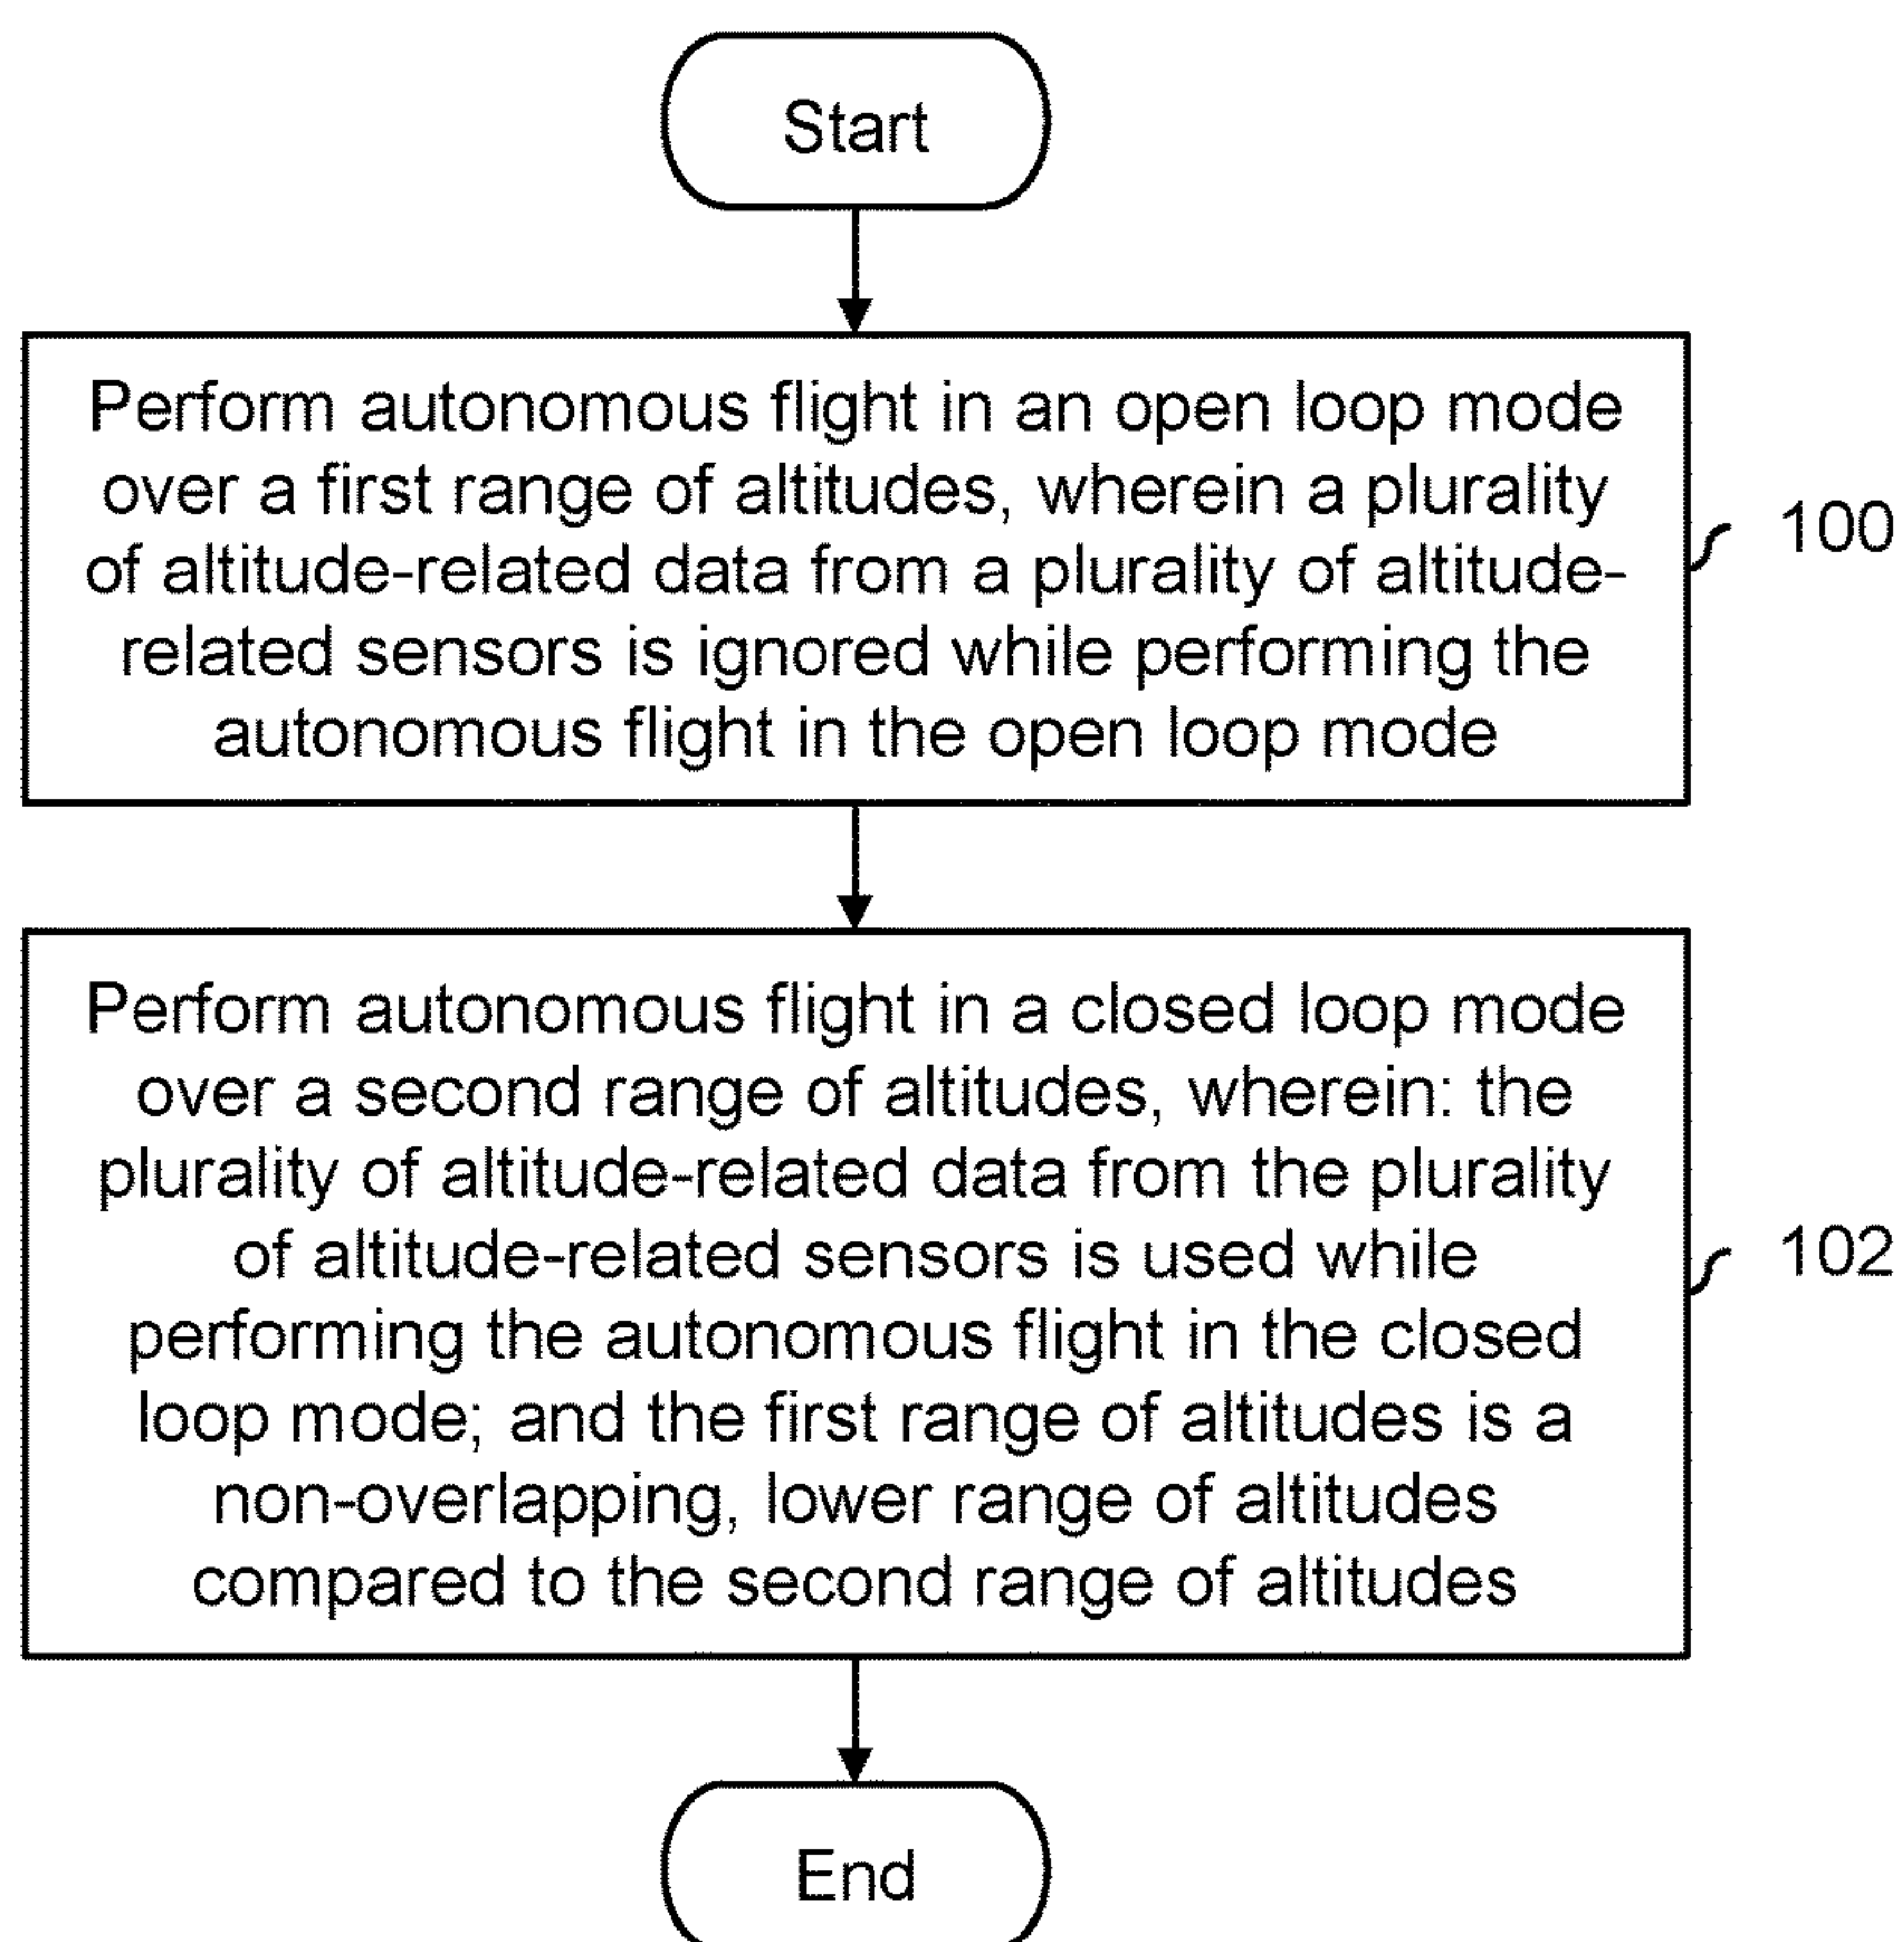 Start
Perform autonomous flight in an open loop mode
over a first range of altitudes, wherein a plurality
of altitude-related data from a plurality of altitude-
related sensors is ignored while performing the
autonomous flight in the open loop mode
100
Perform autonomous flight in a closed loop mode
over a second range of altitudes, wherein: the
plurality of altitude-related data from the plurality
of altitude-related sensors is used while
performing the autonomous flight in the closed
loop mode; and the first range of altitudes is a
non-overlapping, lower range of altitudes
compared to the second range of altitudes
102
End